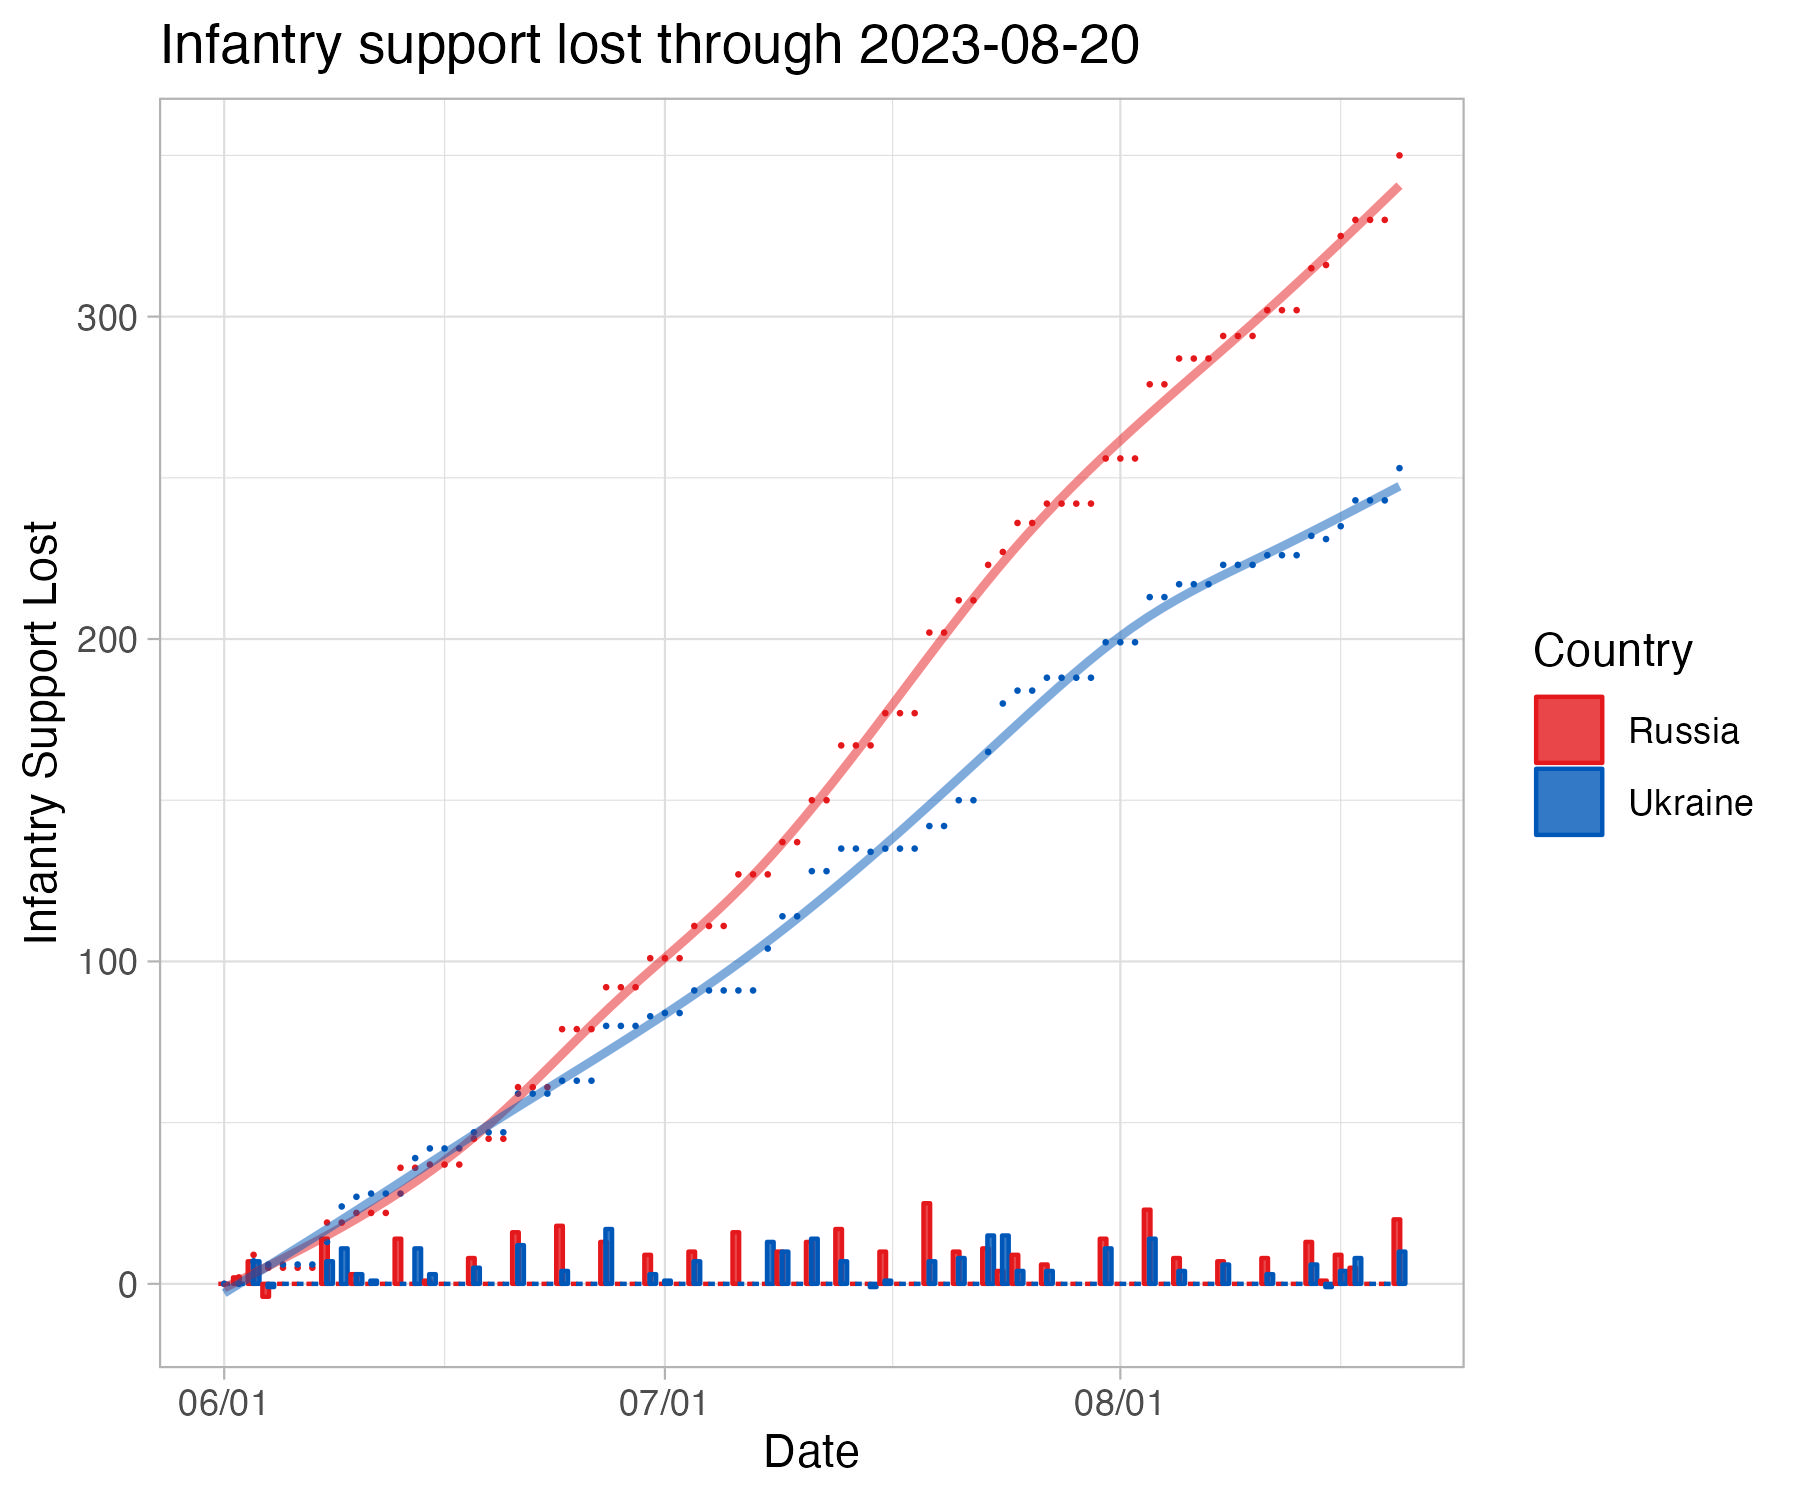 Infantry support lost through 2023-08-20
Infantry Support Lost
300
200
100
0
06/01
07/01
08/01
Date
Country
Russia
Ukraine